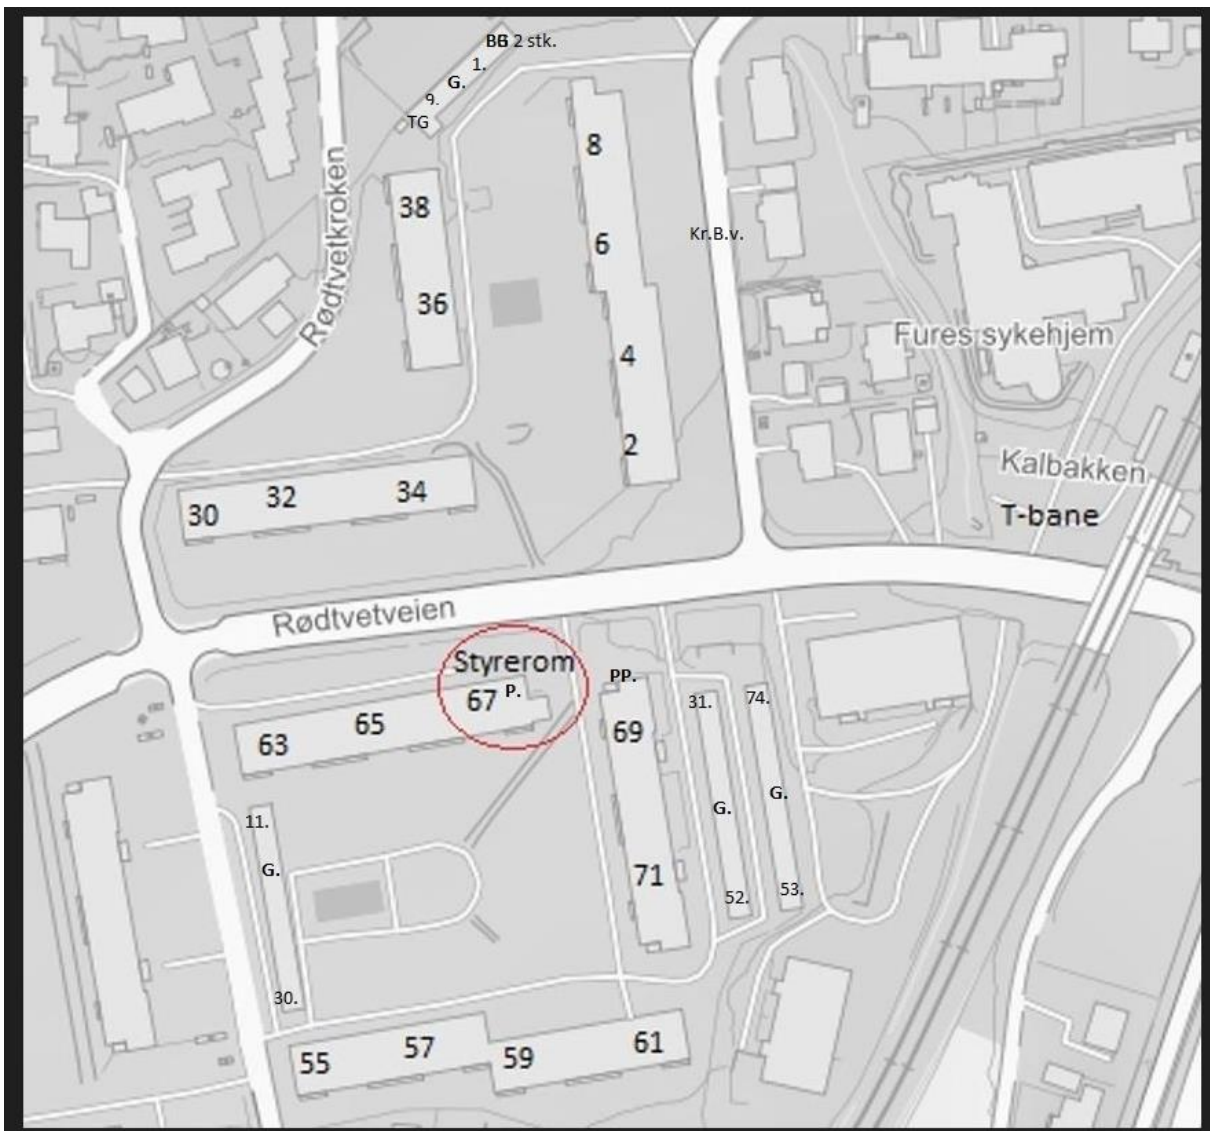 BG 2 stk.
1.
G.
9.
TG
8
38
6
Kr.B.v.
Rødtvetkroken
36
4
Fures sykehjem
2
Kalbakken
T-bane
34
32
30
Rødtvetveien
Styrerom
67 P.
PP.
31.
74.
65
63
69
G.
G.
11.
G.
71
52.
53.
30.
55
57
59
61